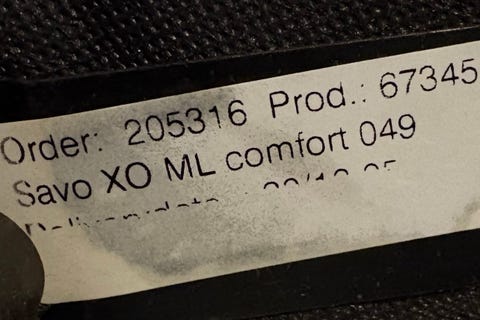 Order: 205316 Prod.: 67345
Savo XO ML comfort 049